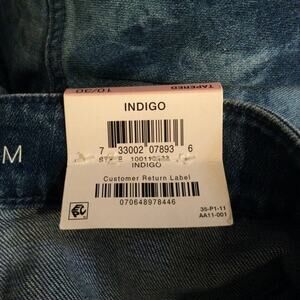 TAPERED
10/30
INDIGO
M
7 33002 07893 6
INDIGO
Customer Return Label
070648978446
35-P1-11
AA11-001